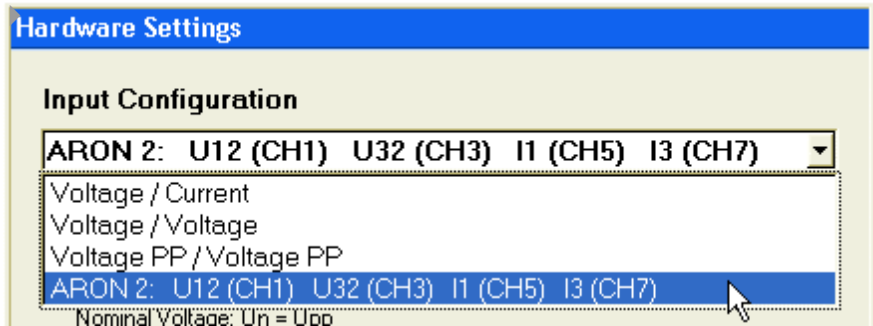 Hardware Settings
Input Configuration
ARON 2: U12 (CH1) U32 (CH3) I1 (CH5) I3 (CH7)
Voltage / Current
Voltage / Voltage
Voltage PP / Voltage PP
ARON 2: U12 (CH1) U32 (CH3) I1 (CH5) I3 (CH7)
Nominal Voltage: Un = Upp